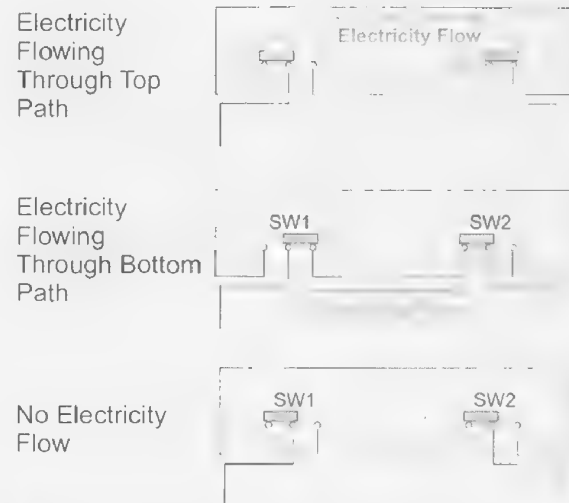 Electricity
Flowing
Through Top
Path
Electricity Flow
Electricity
Flowing
Through Bottom
Path
SW1
SW2
No Electricity
Flow
SW1
SW2